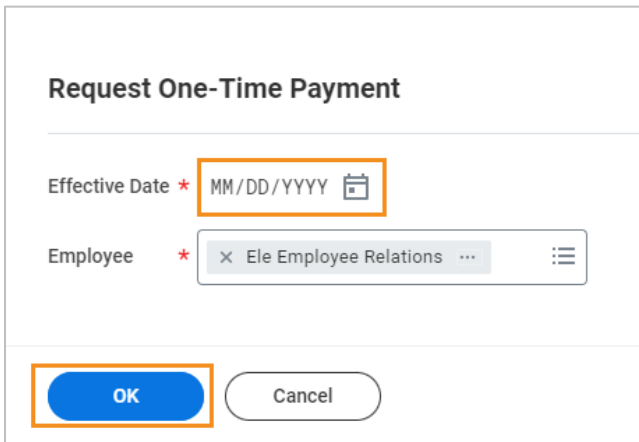 Request One-Time Payment
Effective Date * MM/DD/YYYY
Employee * × Ele Employee Relations ...
OK Cancel